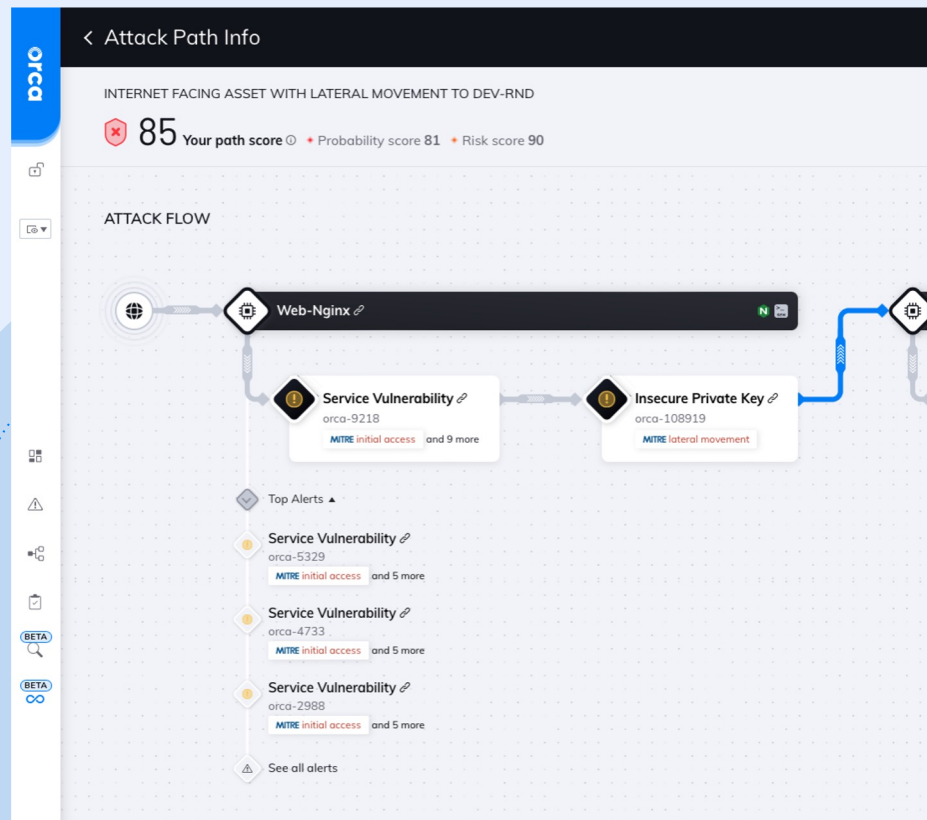 orca
Attack Path Info
INTERNET FACING ASSET WITH LATERAL MOVEMENT TO DEV-RND
85 Your path score Probability score 81 Risk score 90
ATTACK FLOW
Web-Nginx
N
Service Vulnerability
orca-9218
MITRE initial access and 9 more
Insecure Private Key
orca-108919
MITRE lateral movement
Top Alerts
Service Vulnerability
orca-5329
MITRE initial access and 5 more
Service Vulnerability
orca-4733
MITRE initial access and 5 more
Service Vulnerability
orca-2988
MITRE initial access and 5 more
See all alerts
BETA
BETA